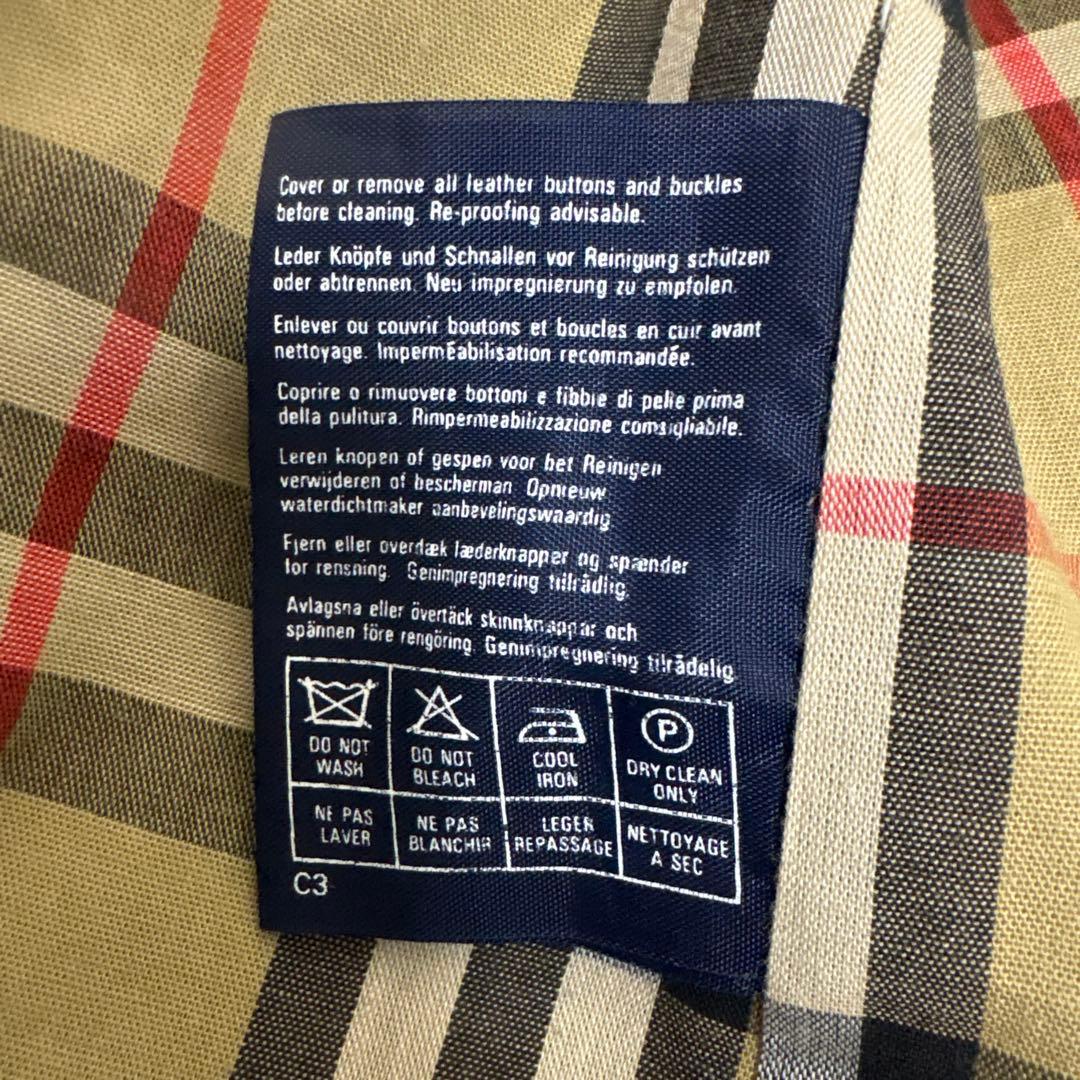 Cover or remove all leather buttons and buckles
before cleaning. Re-proofing advisable.
Leder Knöpfe und Schnallen vor Reinigung schützen
oder abtrennen. Neu impregnierung zu empfolen.
Enlever ou couvrir boutons et boucles en cuir avant
nettoyage. ImpermÉabilisation recommandée.
Coprire o rimuovere bottoni e fibbie di pelle prima
della pulitura. Rimpermeabilizzazione comsigliabile.
Leren knopen of gespen voor het Reinigen
verwijderen of bescherman Opnieuw
waterdichtmaker aanbevelingswaardig
Fjern eller overdæk læderknapper og spænder
for rensning. Genimpregnering tilrådlig.
Avlagsna eller övertäck skinnknappar och
spännen före rengöring. Genimpregnering tilrådelig
DO NOT
WASH
DO NOT
BLEACH
COOL
IRON
P
DRY CLEAN
ONLY
NE PAS
LAVER
NE PAS
BLANCHIR
LEGER
REPASSAGE
NETTOYAGE
A SEC
C3